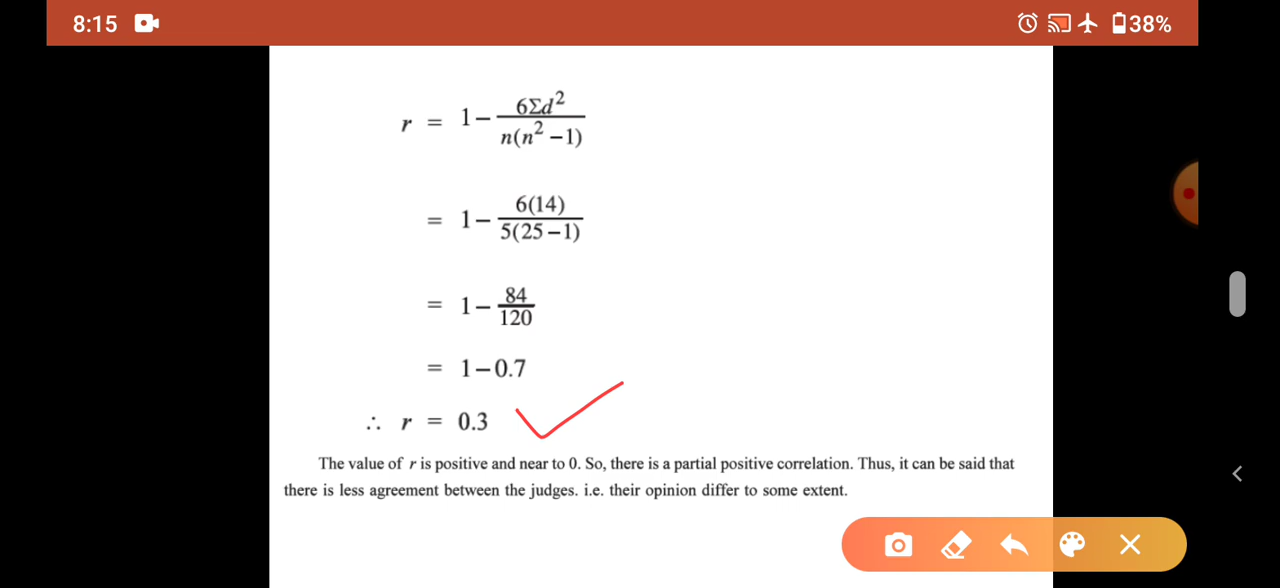 8:15 38%
r = 1 − 6Σd² / n(n² − 1)
= 1 − 6(14) / 5(25 − 1)
= 1 − 84 / 120
= 1 − 0.7
∴ r = 0.3
The value of r is positive and near to 0. So, there is a partial positive correlation. Thus, it can be said that
there is less agreement between the judges. i.e. their opinion differ to some extent.